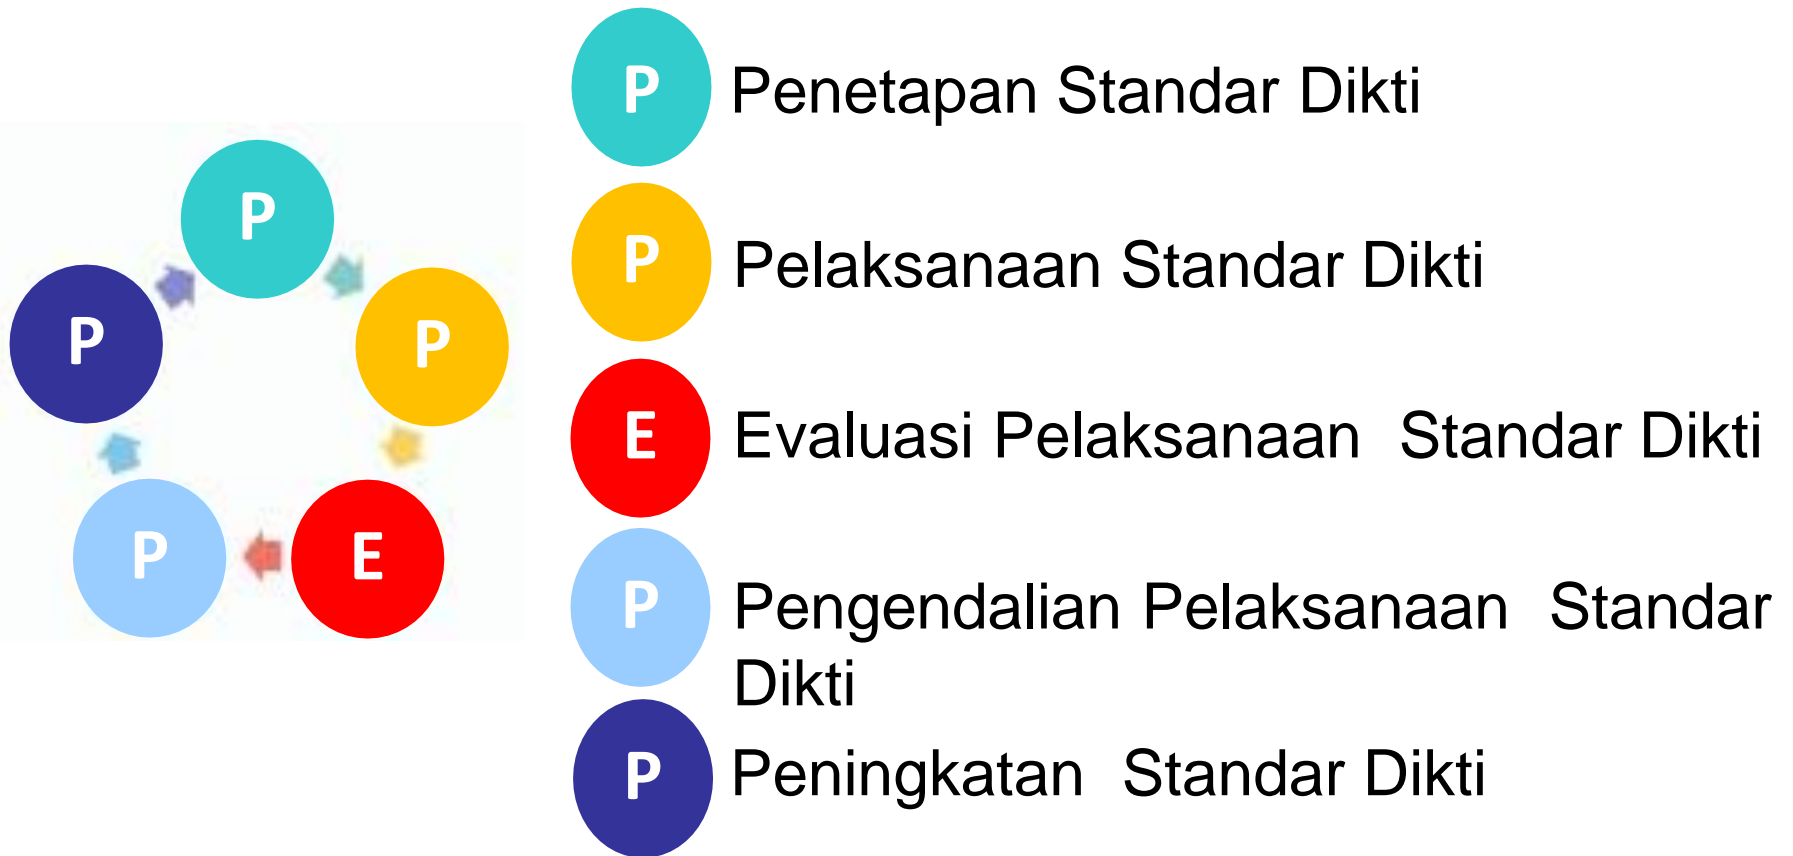 P
P
P
P
E
P Penetapan Standar Dikti
P Pelaksanaan Standar Dikti
E Evaluasi Pelaksanaan Standar Dikti
P Pengendalian Pelaksanaan Standar
Dikti
P Peningkatan Standar Dikti